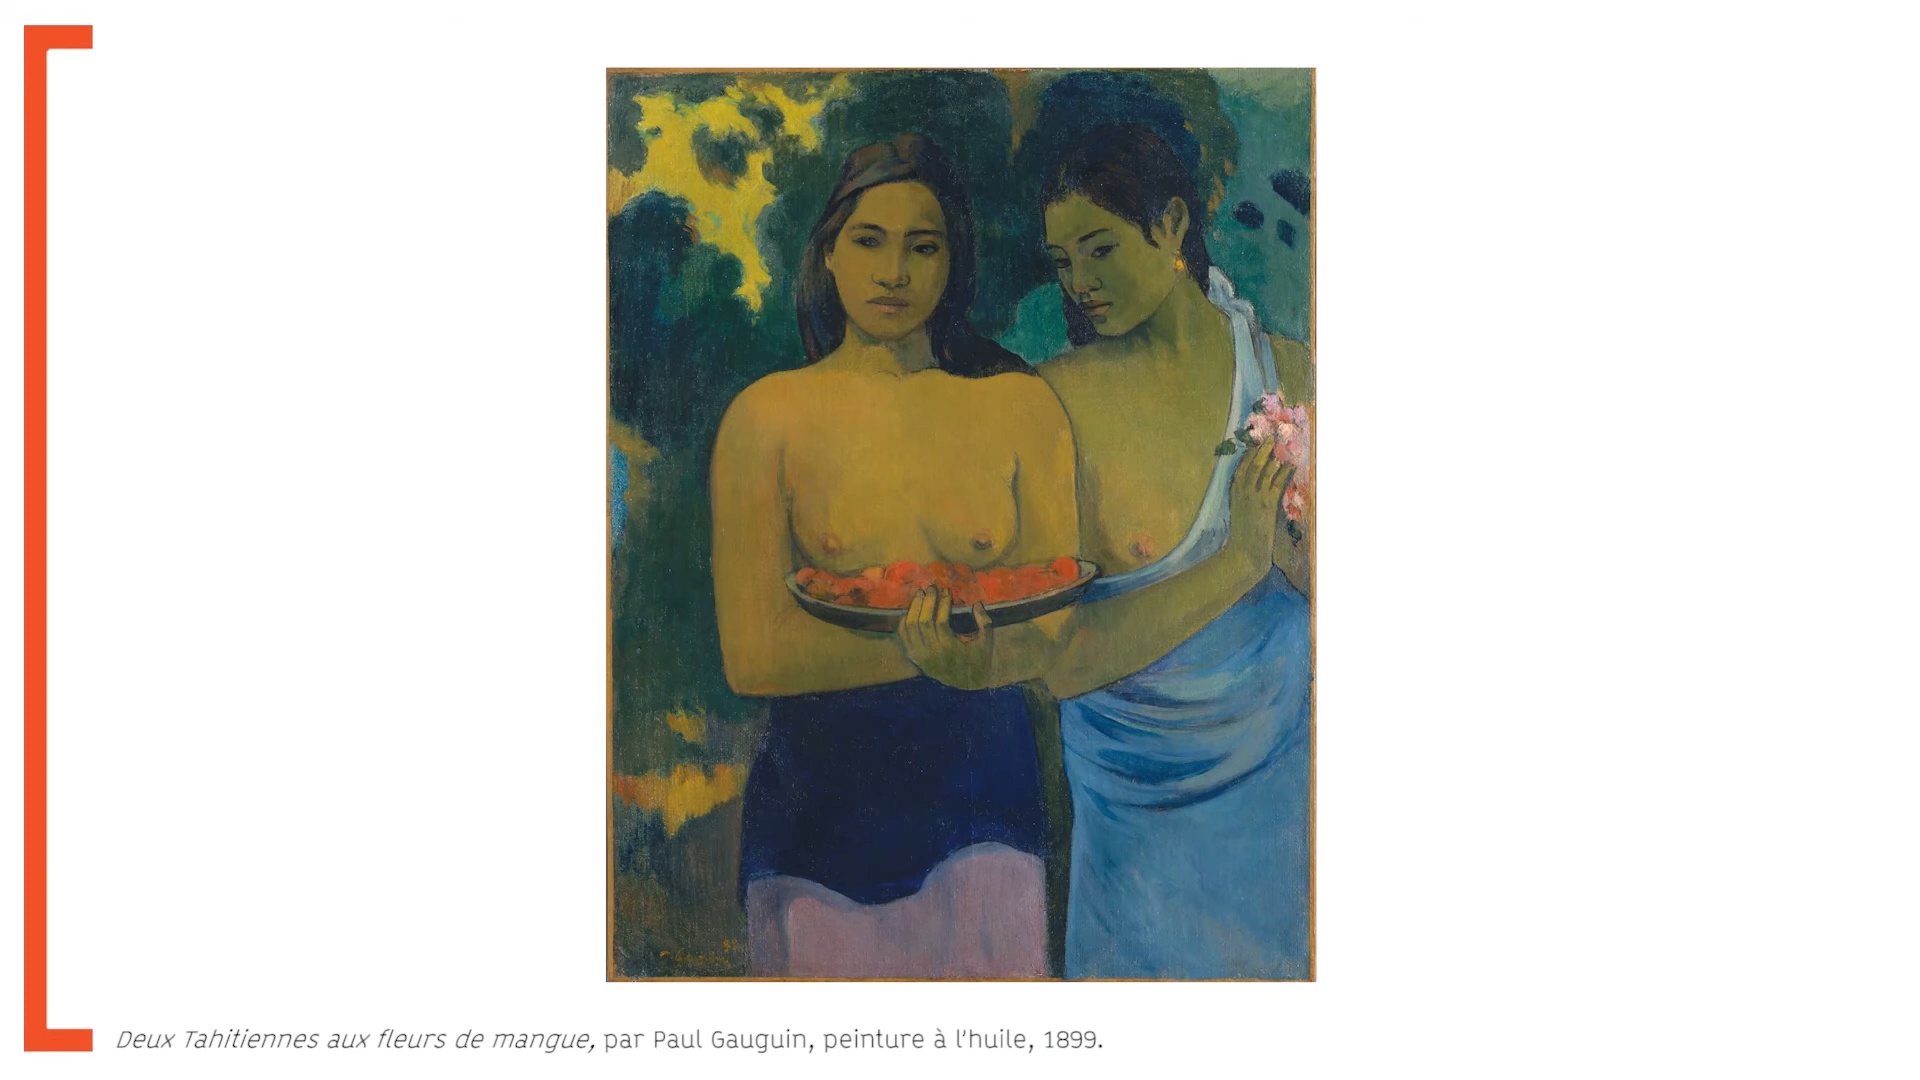 Deux Tahitiennes aux fleurs de mangue, par Paul Gauguin, peinture à l'huile, 1899.